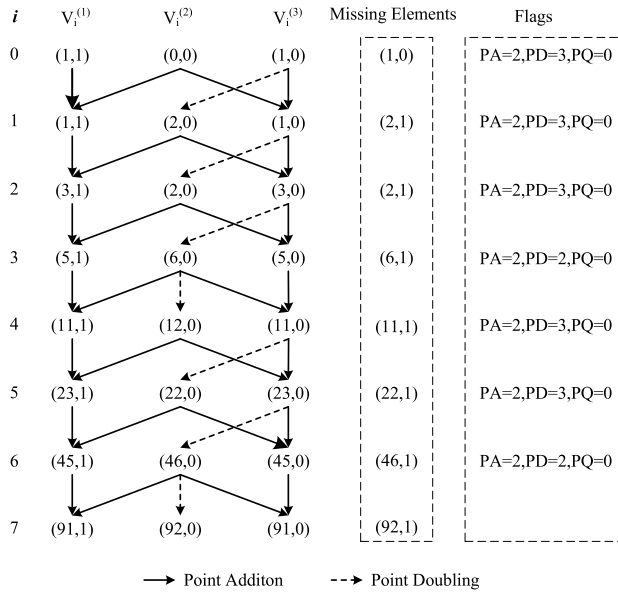 i V_i^(1) V_i^(2) V_i^(3) Missing Elements Flags
0 (1,1) (0,0) (1,0) (1,0) PA=2,PD=3,PQ=0
1 (1,1) (2,0) (1,0) (2,1) PA=2,PD=3,PQ=0
2 (3,1) (2,0) (3,0) (2,1) PA=2,PD=3,PQ=0
3 (5,1) (6,0) (5,0) (6,1) PA=2,PD=2,PQ=0
4 (11,1) (12,0) (11,0) (11,1) PA=2,PD=3,PQ=0
5 (23,1) (22,0) (23,0) (22,1) PA=2,PD=3,PQ=0
6 (45,1) (46,0) (45,0) (46,1) PA=2,PD=2,PQ=0
7 (91,1) (92,0) (91,0) (92,1)
Point Additon Point Doubling